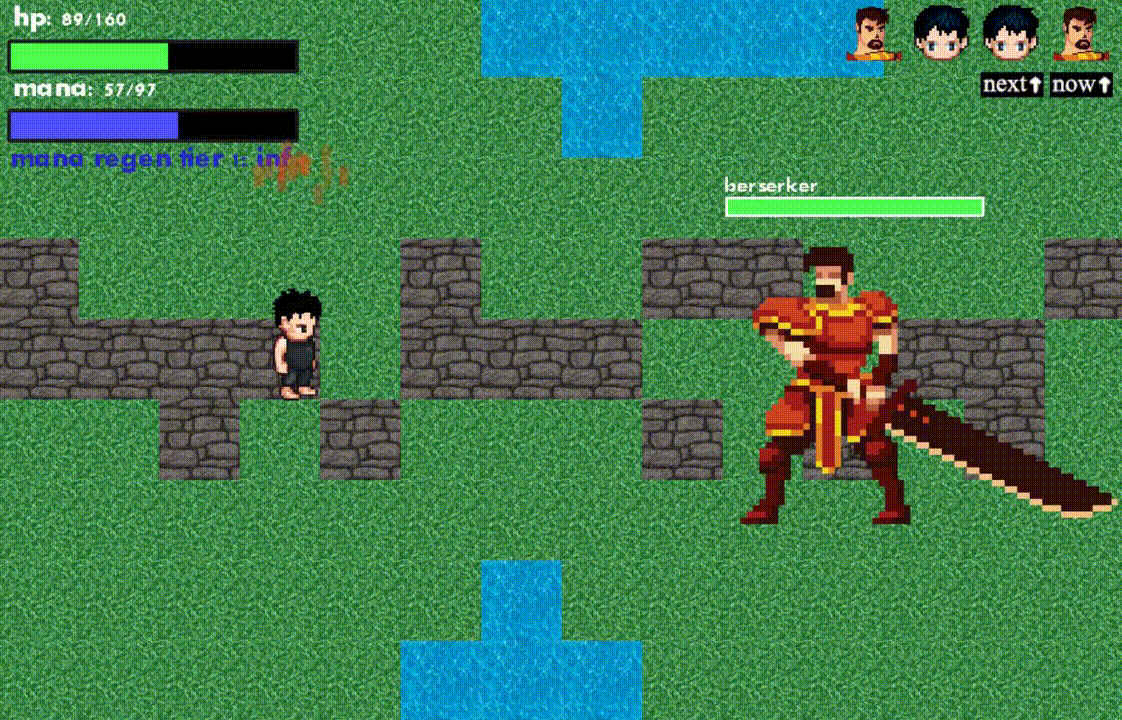 hp: 89/160
mana: 57/97
mana regen tier :: inf
next↑ now↑
berserker